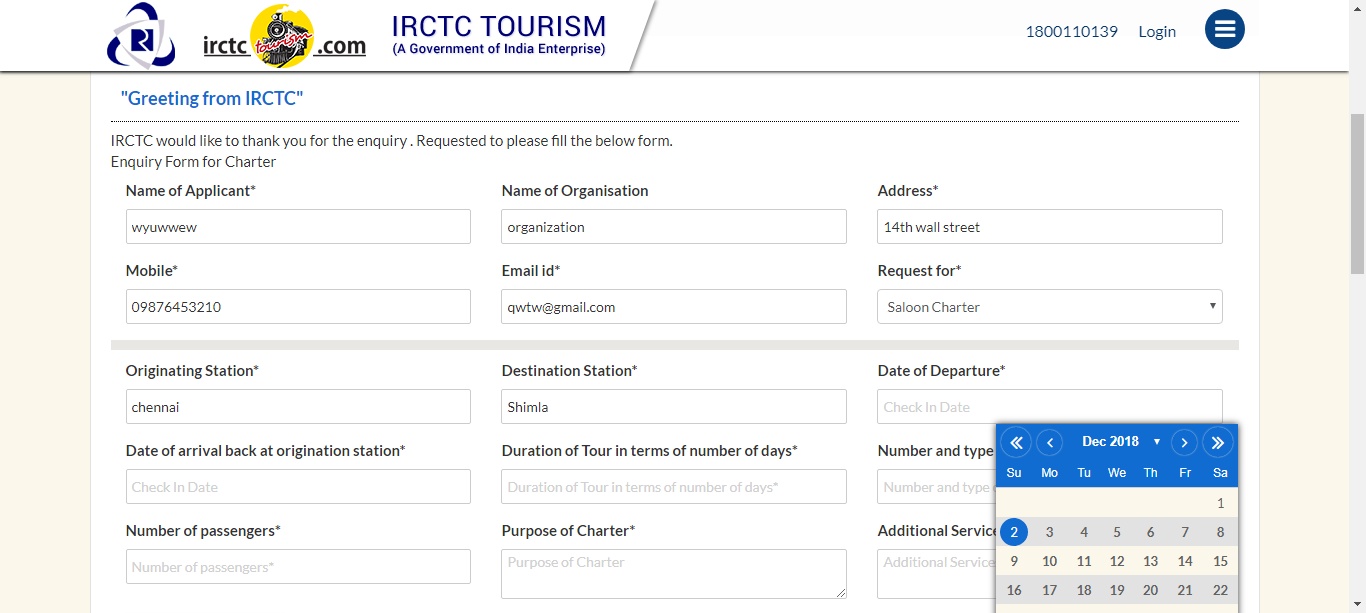 R
irctc tourism .com
IRCTC TOURISM
(A Government of India Enterprise)
1800110139 Login
"Greeting from IRCTC"
IRCTC would like to thank you for the enquiry . Requested to please fill the below form.
Enquiry Form for Charter
Name of Applicant* Name of Organisation Address*
wyuwwew organization 14th wall street
Mobile* Email id* Request for*
09876453210 qwtw@gmail.com Saloon Charter
Originating Station* Destination Station* Date of Departure*
chennai Shimla Check In Date
Date of arrival back at origination station* Duration of Tour in terms of number of days* Number and type
Check In Date Duration of Tour in terms of number of days* Number and type
Number of passengers* Purpose of Charter* Additional Service
Number of passengers* Purpose of Charter Additional Service
Dec 2018
Su Mo Tu We Th Fr Sa
1
2 3 4 5 6 7 8
9 10 11 12 13 14 15
16 17 18 19 20 21 22